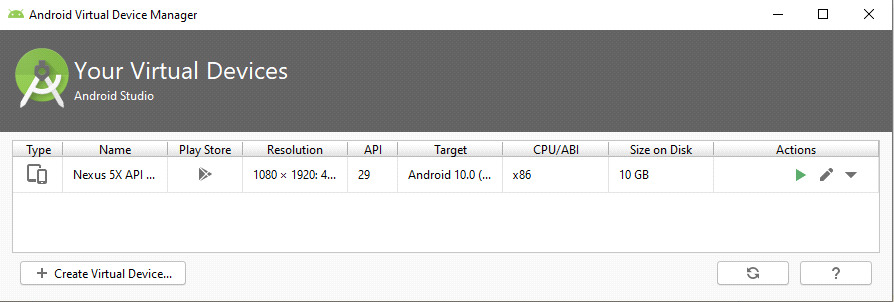 Android Virtual Device Manager
Your Virtual Devices
Android Studio
Type Name Play Store Resolution API Target CPU/ABI Size on Disk Actions
Nexus 5X API ... 1080 × 1920: 4... 29 Android 10.0 (... x86 10 GB
+ Create Virtual Device... ?